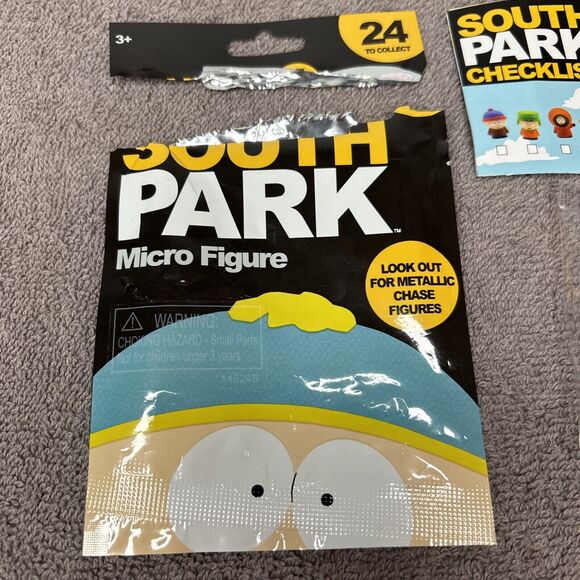 3+
24
TO COLLECT
SOUTH
PARK™
Micro Figure
LOOK OUT
FOR METALLIC
CHASE
FIGURES
WARNING:
CHOKING HAZARD - Small Parts
Not for children under 3 years
14624B
SOUTH
PARK
CHECKLIS